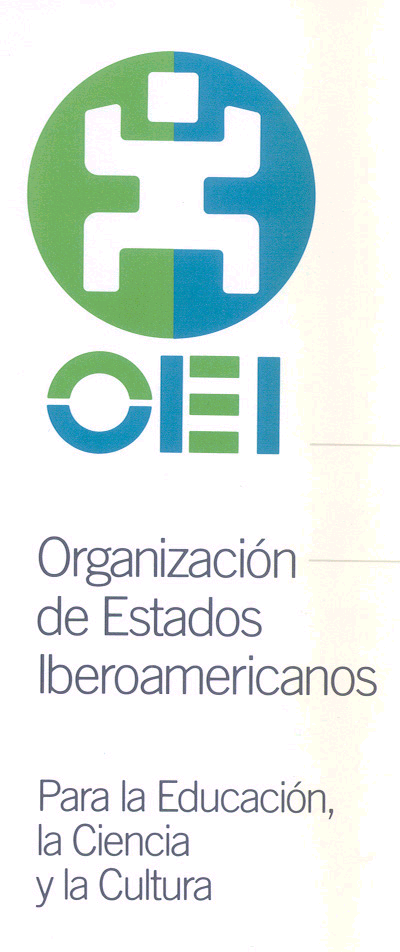 OEI
Organización
de Estados
Iberoamericanos
Para la Educación,
la Ciencia
y la Cultura